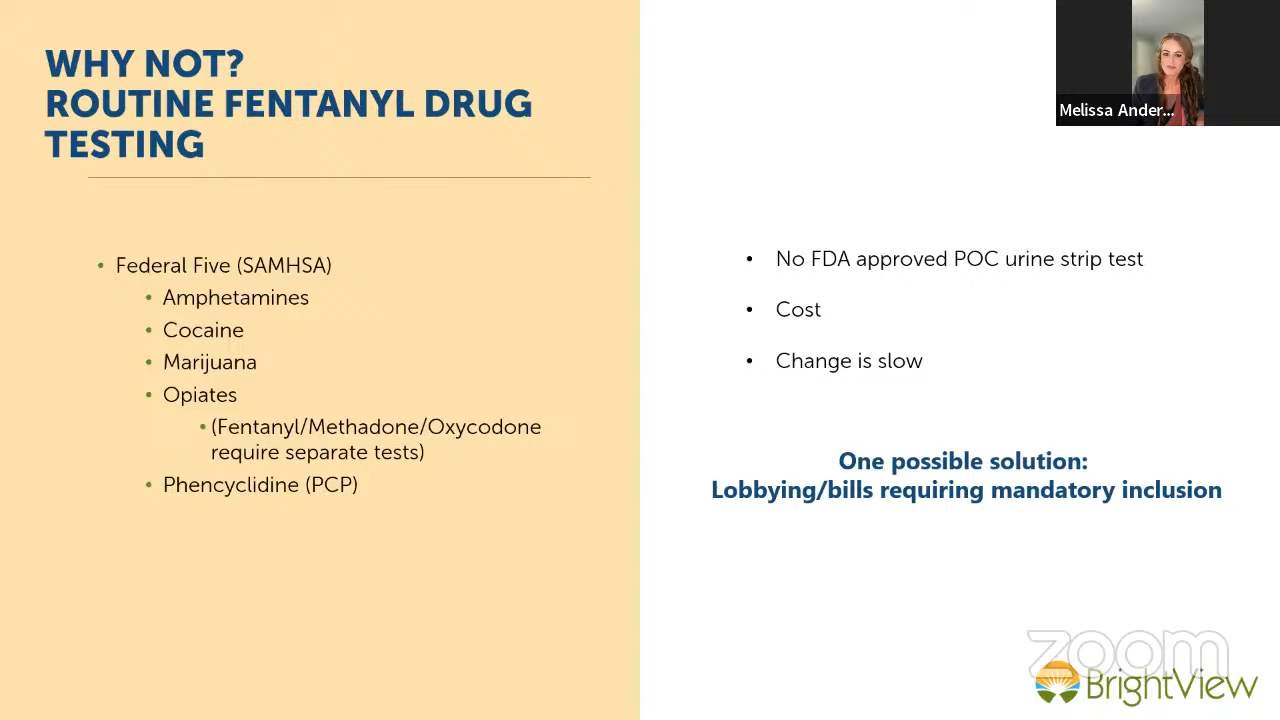 WHY NOT?
ROUTINE FENTANYL DRUG
TESTING
• Federal Five (SAMHSA)
• Amphetamines
• Cocaine
• Marijuana
• Opiates
• (Fentanyl/Methadone/Oxycodone
require separate tests)
• Phencyclidine (PCP)
Melissa Ander...
• No FDA approved POC urine strip test
• Cost
• Change is slow
One possible solution:
Lobbying/bills requiring mandatory inclusion
zoom
BrightView